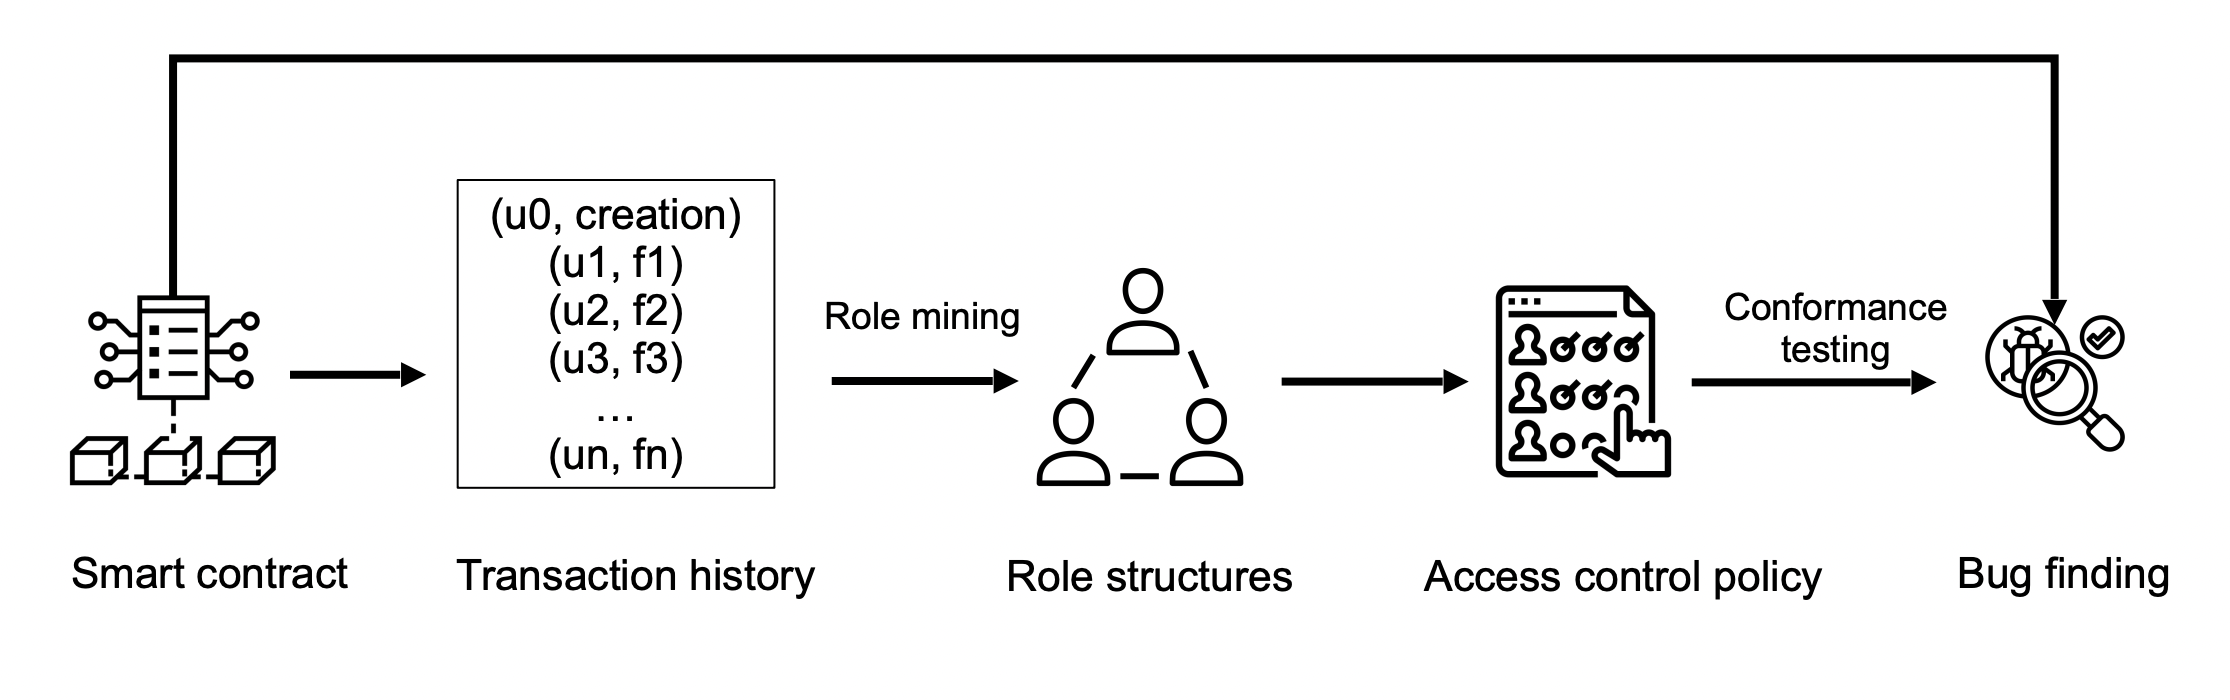 (u0, creation)
(u1, f1)
(u2, f2)
(u3, f3)
...
(un, fn)
Role mining
Conformance
testing
Smart contract
Transaction history
Role structures
Access control policy
Bug finding